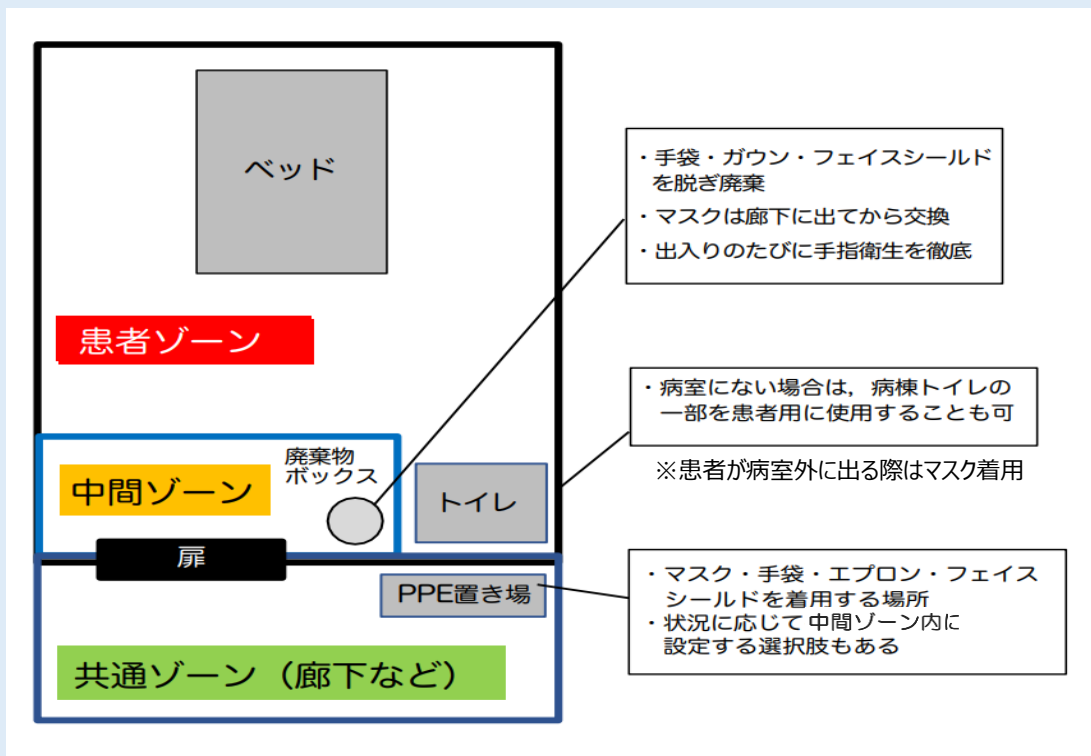 ベッド
患者ゾーン
中間ゾーン
廃棄物
ボックス
トイレ
扉
PPE置き場
共通ゾーン（廊下など）
・手袋・ガウン・フェイスシールド
を脱ぎ廃棄
・マスクは廊下に出てから交換
・出入りのたびに手指衛生を徹底
・病室にない場合は，病棟トイレの
一部を患者用に使用することも可
※患者が病室外に出る際はマスク着用
・マスク・手袋・エプロン・フェイス
シールドを着用する場所
・状況に応じて中間ゾーン内に
設定する選択肢もある